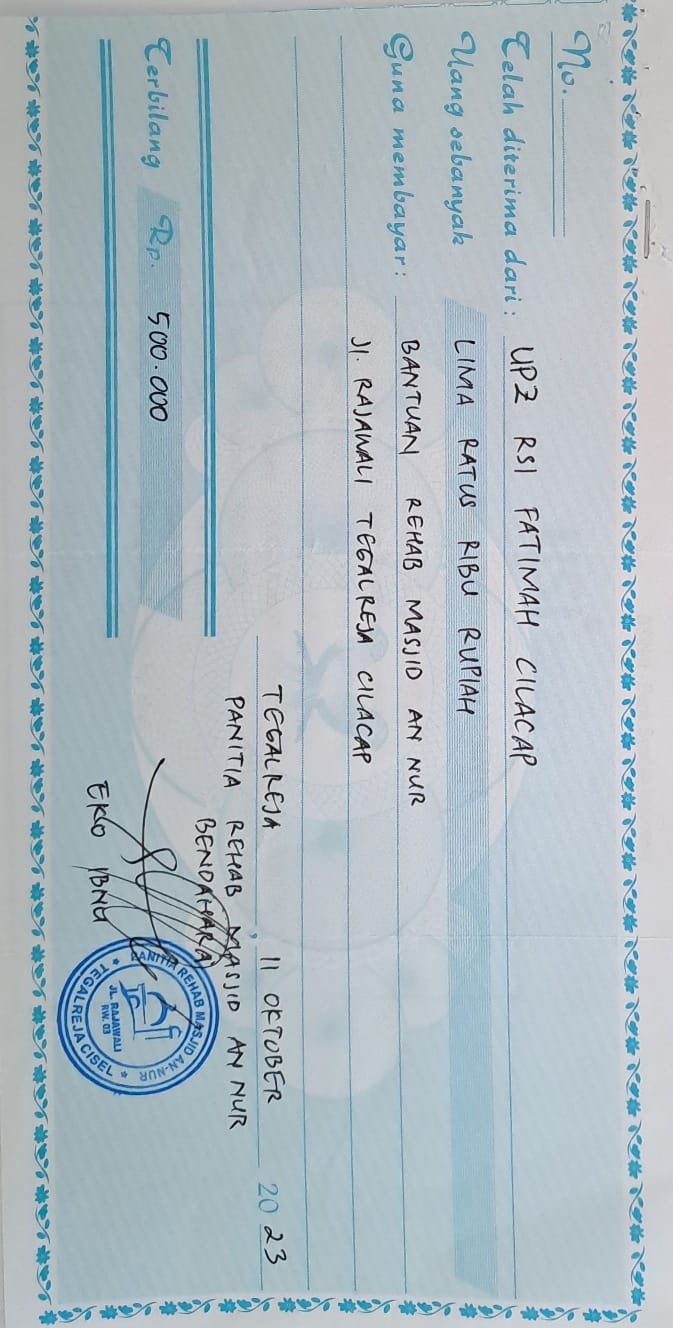 No.
Telah diterima dari : UPZ RSI FATIMAH CILACAP
Uang sebanyak LIMA RATUS RIBU RUPIAH
Guna membayar : BANTUAN REHAB MASJID AN NUR
Jl. RAJAWALI TEGALREJA CILACAP
TEGALREJA, 11 OKTOBER 2023
PANITIA REHAB MASJID AN NUR
BENDAHARA
Terbilang Rp. 500.000
EKO IBNU
PANITIA REHAB MASJID AN-NUR
JL. RAJAWALI
RW. 03
* TEGALREJA CISEL *